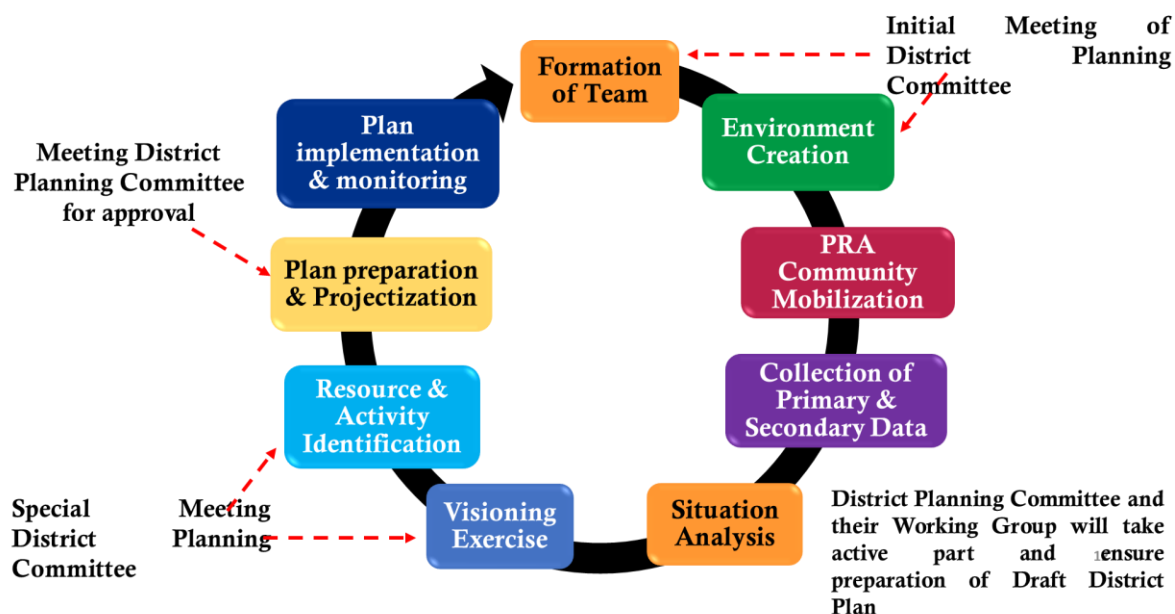 Formation
of Team
Initial Meeting of
District Planning
Committee
Environment
Creation
PRA
Community
Mobilization
Collection of
Primary &
Secondary Data
Situation
Analysis
District Planning Committee and
their Working Group will take
active part and 1ensure
preparation of Draft District
Plan
Visioning
Exercise
Special Meeting
District Planning
Committee
Resource &
Activity
Identification
Plan preparation
& Projectization
Meeting District
Planning Committee
for approval
Plan
implementation
& monitoring